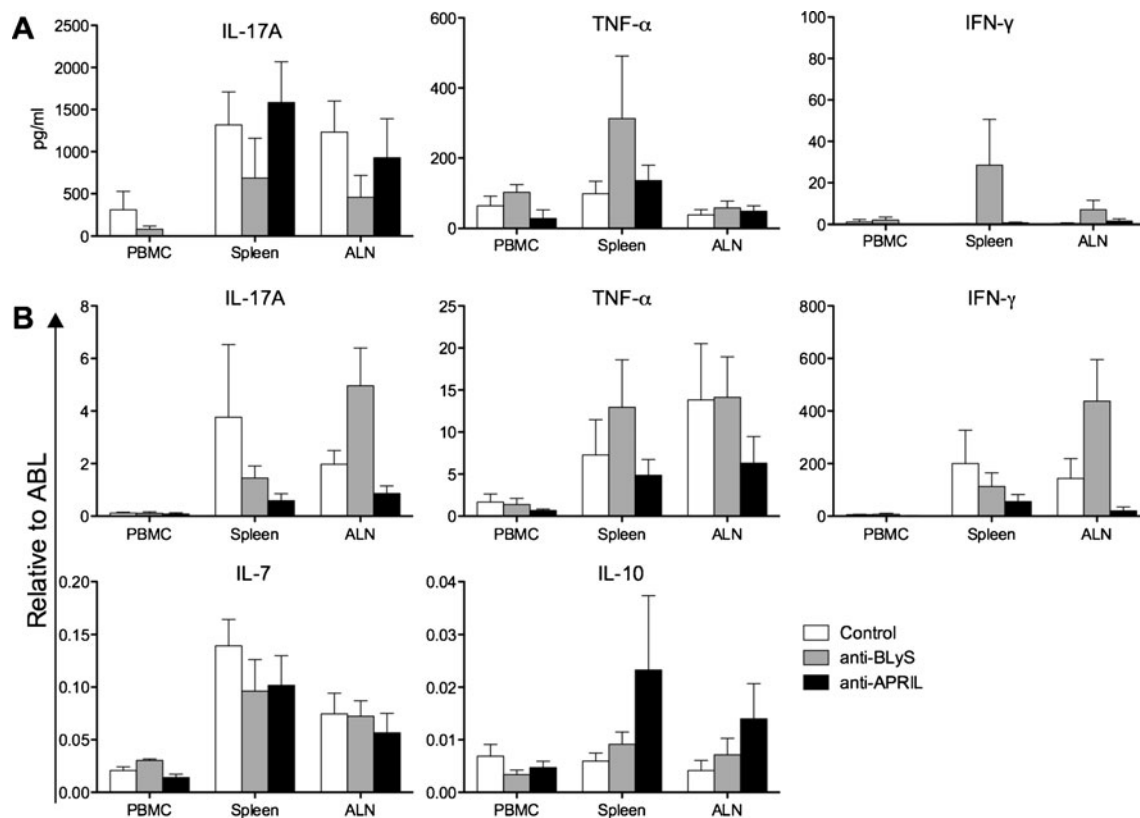 A
IL-17A
TNF-α
IFN-γ
pg/ml
2500
2000
1500
1000
500
0
PBMC Spleen ALN
600
400
200
0
PBMC Spleen ALN
100
80
60
40
20
0
PBMC Spleen ALN
B
Relative to ABL
IL-17A
TNF-α
IFN-γ
8
6
4
2
0
PBMC Spleen ALN
25
20
15
10
5
0
PBMC Spleen ALN
800
600
400
200
0
PBMC Spleen ALN
IL-7
IL-10
0.20
0.15
0.10
0.05
0.00
PBMC Spleen ALN
0.04
0.03
0.02
0.01
0.00
PBMC Spleen ALN
Control
anti-BLyS
anti-APRIL